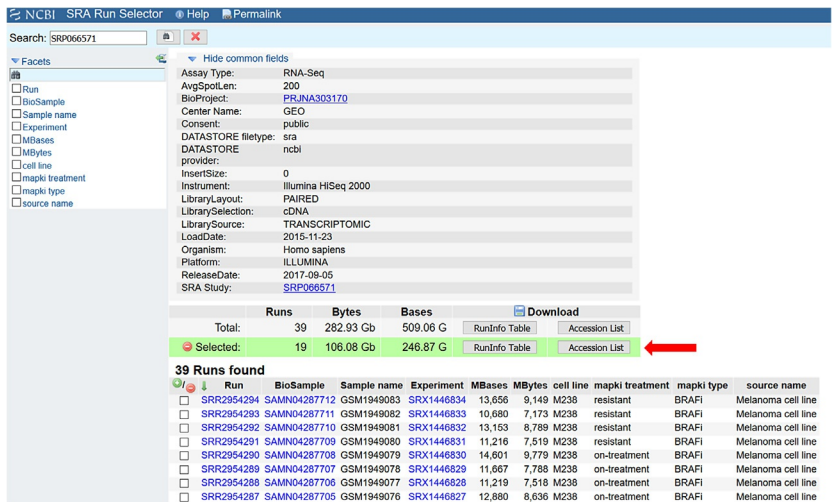 NCBI SRA Run Selector Help Permalink
Search: SRP066571
Facets
Run
BioSample
Sample name
Experiment
MBases
MBytes
cell line
mapki treatment
mapki type
source name
Hide common fields
Assay Type: RNA-Seq
AvgSpotLen: 200
BioProject: PRJNA303170
Center Name: GEO
Consent: public
DATASTORE filetype: sra
DATASTORE provider: ncbi
InsertSize: 0
Instrument: Illumina HiSeq 2000
LibraryLayout: PAIRED
LibrarySelection: cDNA
LibrarySource: TRANSCRIPTOMIC
LoadDate: 2015-11-23
Organism: Homo sapiens
Platform: ILLUMINA
ReleaseDate: 2017-09-05
SRA Study: SRP066571
Runs Bytes Bases Download
Total: 39 282.93 Gb 509.06 G RunInfo Table Accession List
Selected: 19 106.08 Gb 246.87 G RunInfo Table Accession List
39 Runs found
/ Run BioSample Sample name Experiment MBases MBytes cell line mapki treatment mapki type source name
SRR2954294 SAMN04287712 GSM1949083 SRX1446834 13,656 9,149 M238 resistant BRAFi Melanoma cell line
SRR2954293 SAMN04287711 GSM1949082 SRX1446833 10,680 7,173 M238 resistant BRAFi Melanoma cell line
SRR2954292 SAMN04287710 GSM1949081 SRX1446832 13,153 8,789 M238 resistant BRAFi Melanoma cell line
SRR2954291 SAMN04287709 GSM1949080 SRX1446831 11,216 7,519 M238 resistant BRAFi Melanoma cell line
SRR2954290 SAMN04287708 GSM1949079 SRX1446830 14,601 9,779 M238 on-treatment BRAFi Melanoma cell line
SRR2954289 SAMN04287707 GSM1949078 SRX1446829 11,667 7,788 M238 on-treatment BRAFi Melanoma cell line
SRR2954288 SAMN04287706 GSM1949077 SRX1446828 11,219 7,518 M238 on-treatment BRAFi Melanoma cell line
SRR2954287 SAMN04287705 GSM1949076 SRX1446827 12,880 8,636 M238 on-treatment BRAFi Melanoma cell line